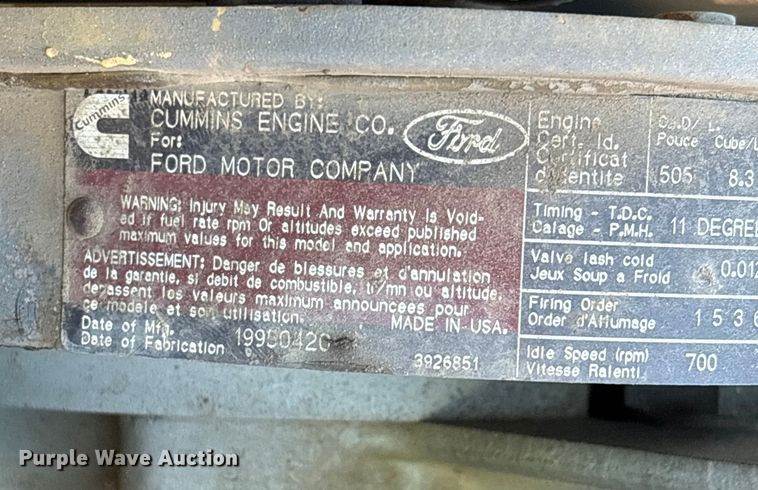 Cummins
MANUFACTURED BY:
CUMMINS ENGINE CO.
For:
FORD MOTOR COMPANY
Ford
WARNING: Injury May Result And Warranty Is Void-
ed if fuel rate rpm Or altitudes exceed published
maximum values for this model and application.
ADVERTISSEMENT: Danger de blessures et d'annulation
de la garantie, si debit de combustible, tr/mn ou altitude,
depassent les valeurs maximum annoncees pour
ce modele et son utilisation.
MADE IN USA.
Date of Mfg.
Date of Fabrication
3926851
Engine
Cert. Id.
Certificat
Pouce Cube/L
505 8.3
Timing - T.D.C.
Calage - P.M.H. 11 DEGREE
Valve lash cold
Jeux Soup a Froid 0.012
Firing Order
Order d'Allumage 1 5 3 6
Idle Speed (rpm)
Vitesse Ralenti 700
Purple Wave Auction